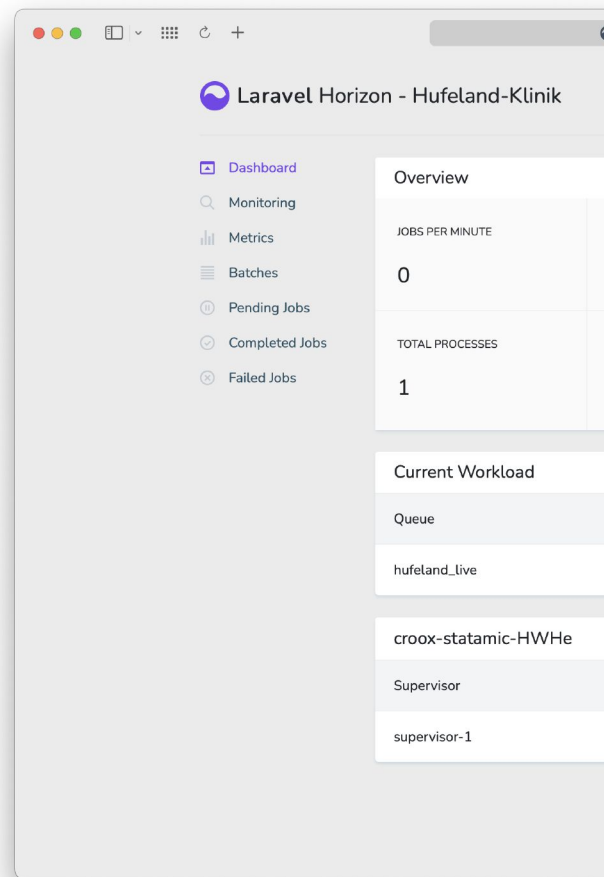 Laravel Horizon - Hufeland-Klinik
Dashboard
Monitoring
Metrics
Batches
Pending Jobs
Completed Jobs
Failed Jobs
Overview
JOBS PER MINUTE
0
TOTAL PROCESSES
1
Current Workload
Queue
hufeland_live
croox-statamic-HWHe
Supervisor
supervisor-1